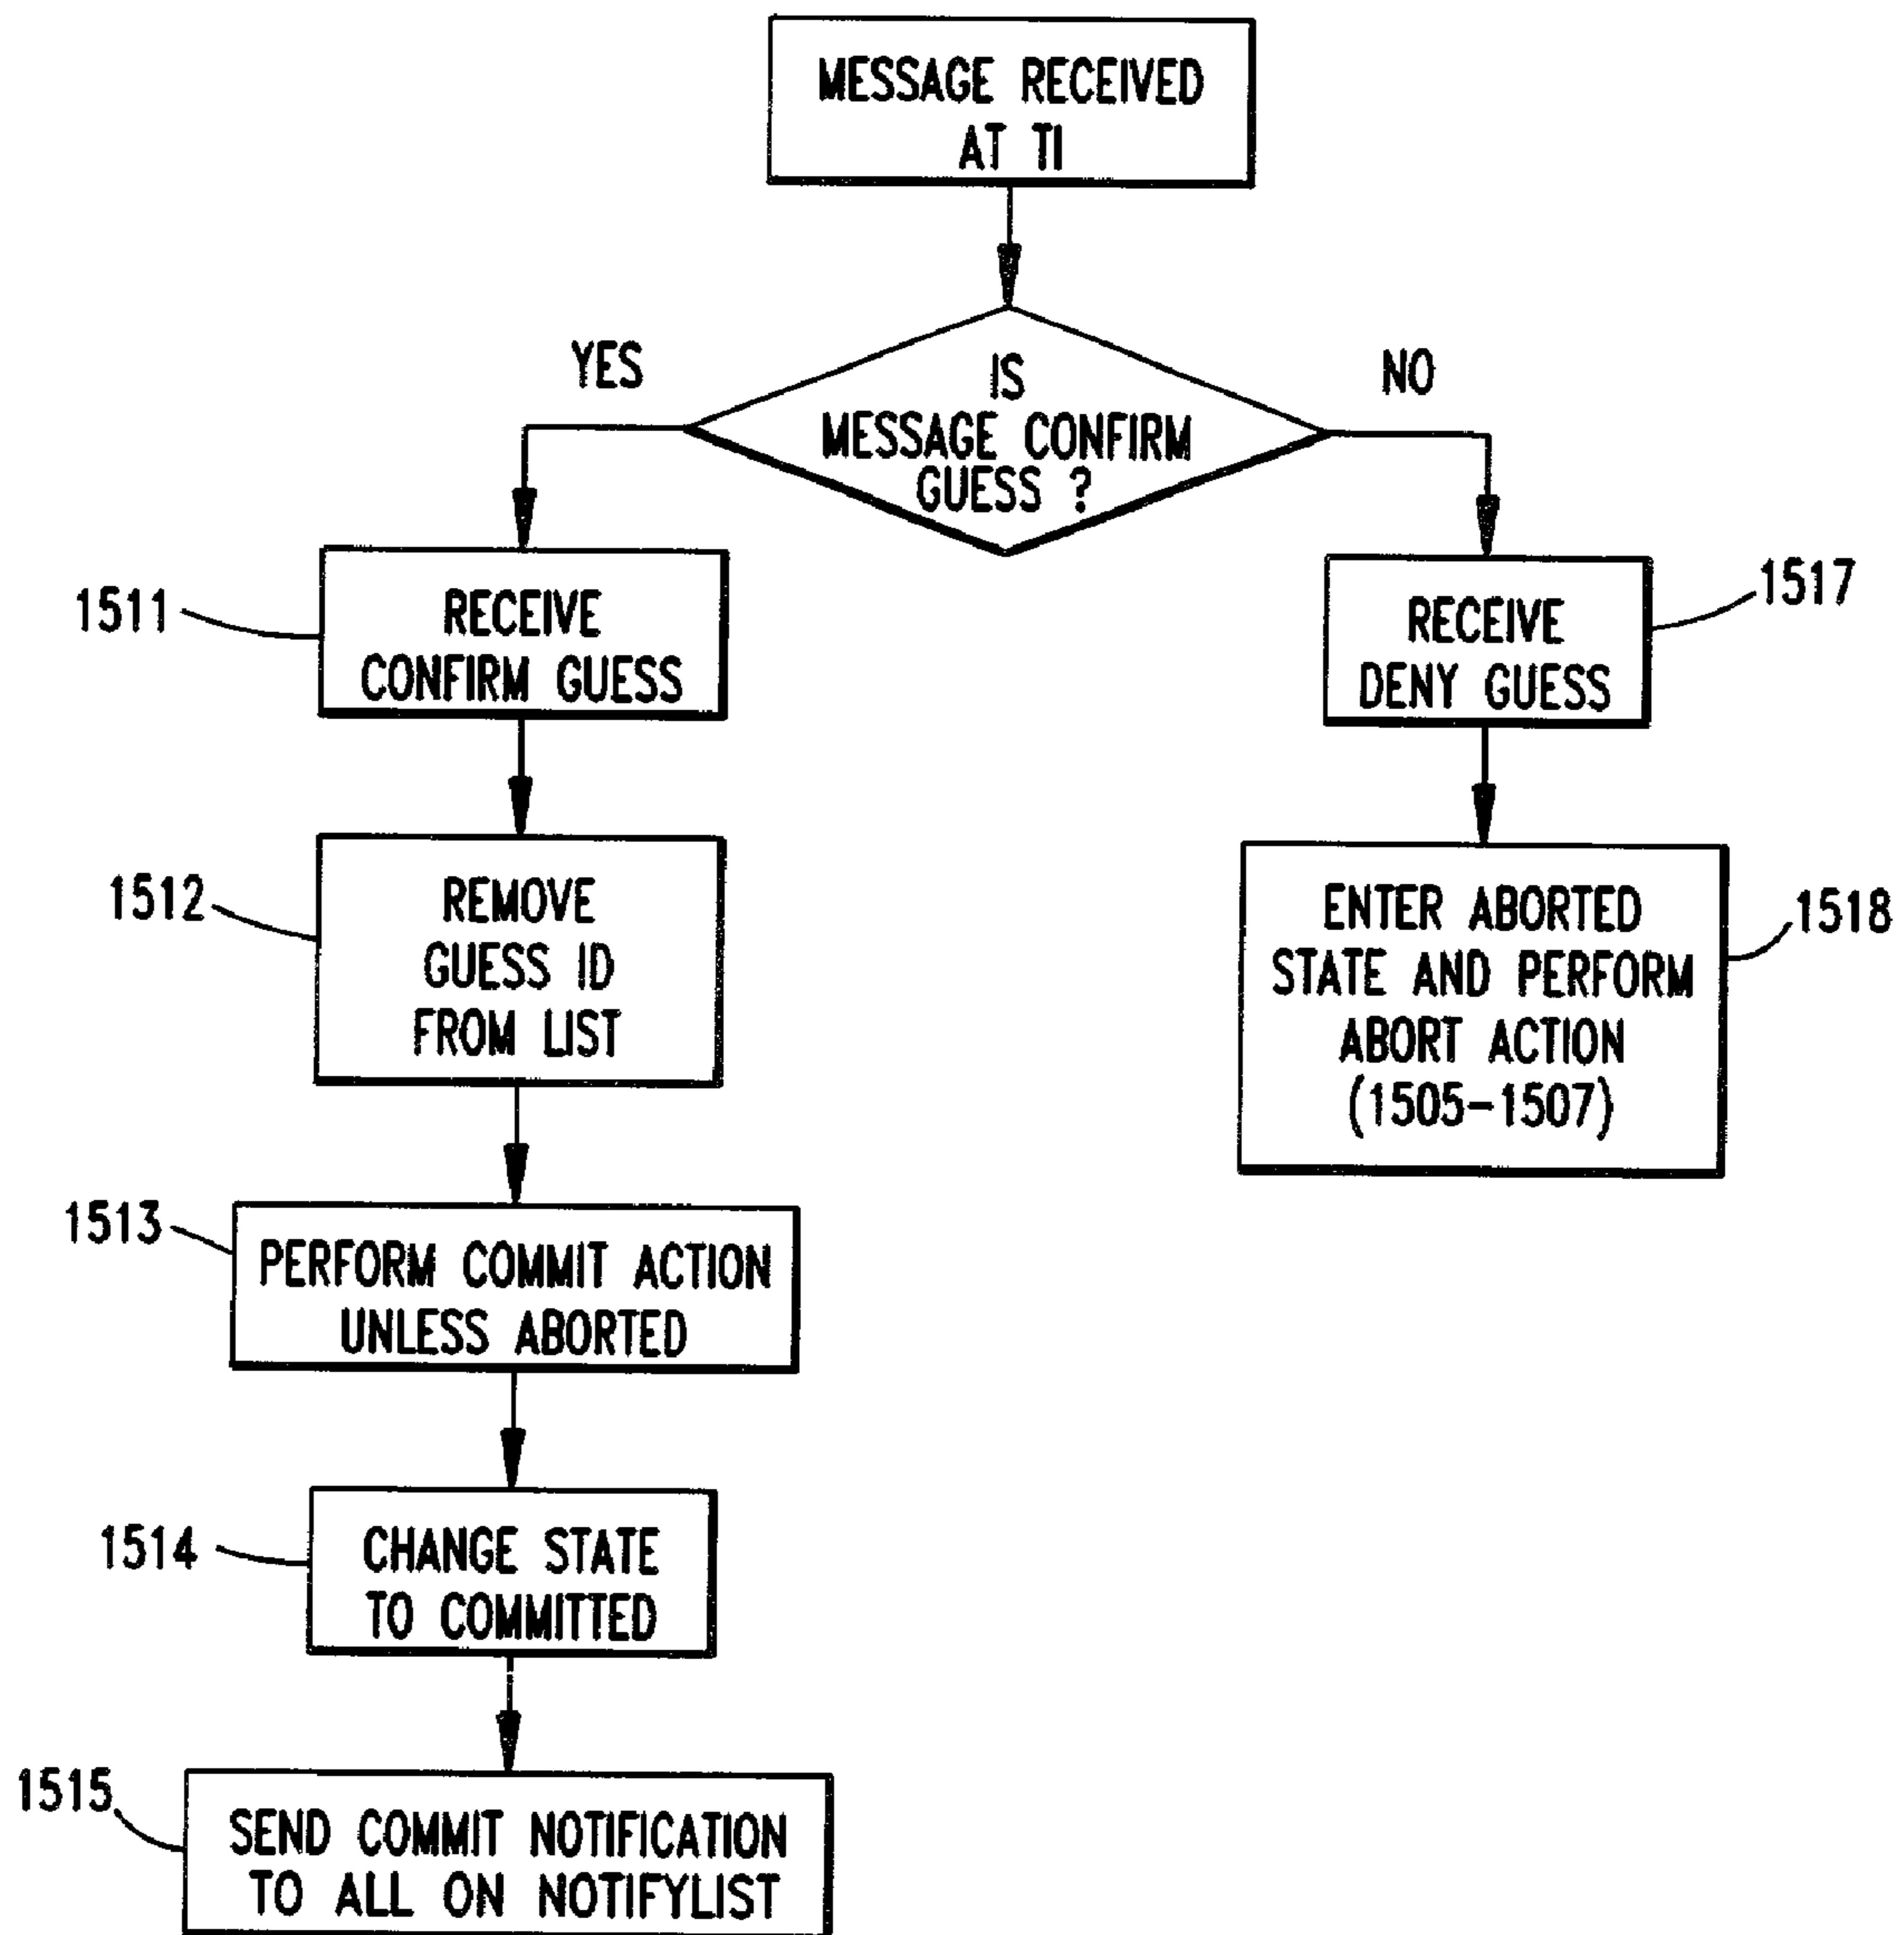 MESSAGE RECEIVED
AT TI
IS
MESSAGE CONFIRM
GUESS ?
YES
NO
1511
RECEIVE
CONFIRM GUESS
1517
RECEIVE
DENY GUESS
1512
REMOVE
GUESS ID
FROM LIST
1518
ENTER ABORTED
STATE AND PERFORM
ABORT ACTION
(1505-1507)
1513
PERFORM COMMIT ACTION
UNLESS ABORTED
1514
CHANGE STATE
TO COMMITTED
1515
SEND COMMIT NOTIFICATION
TO ALL ON NOTIFYLIST